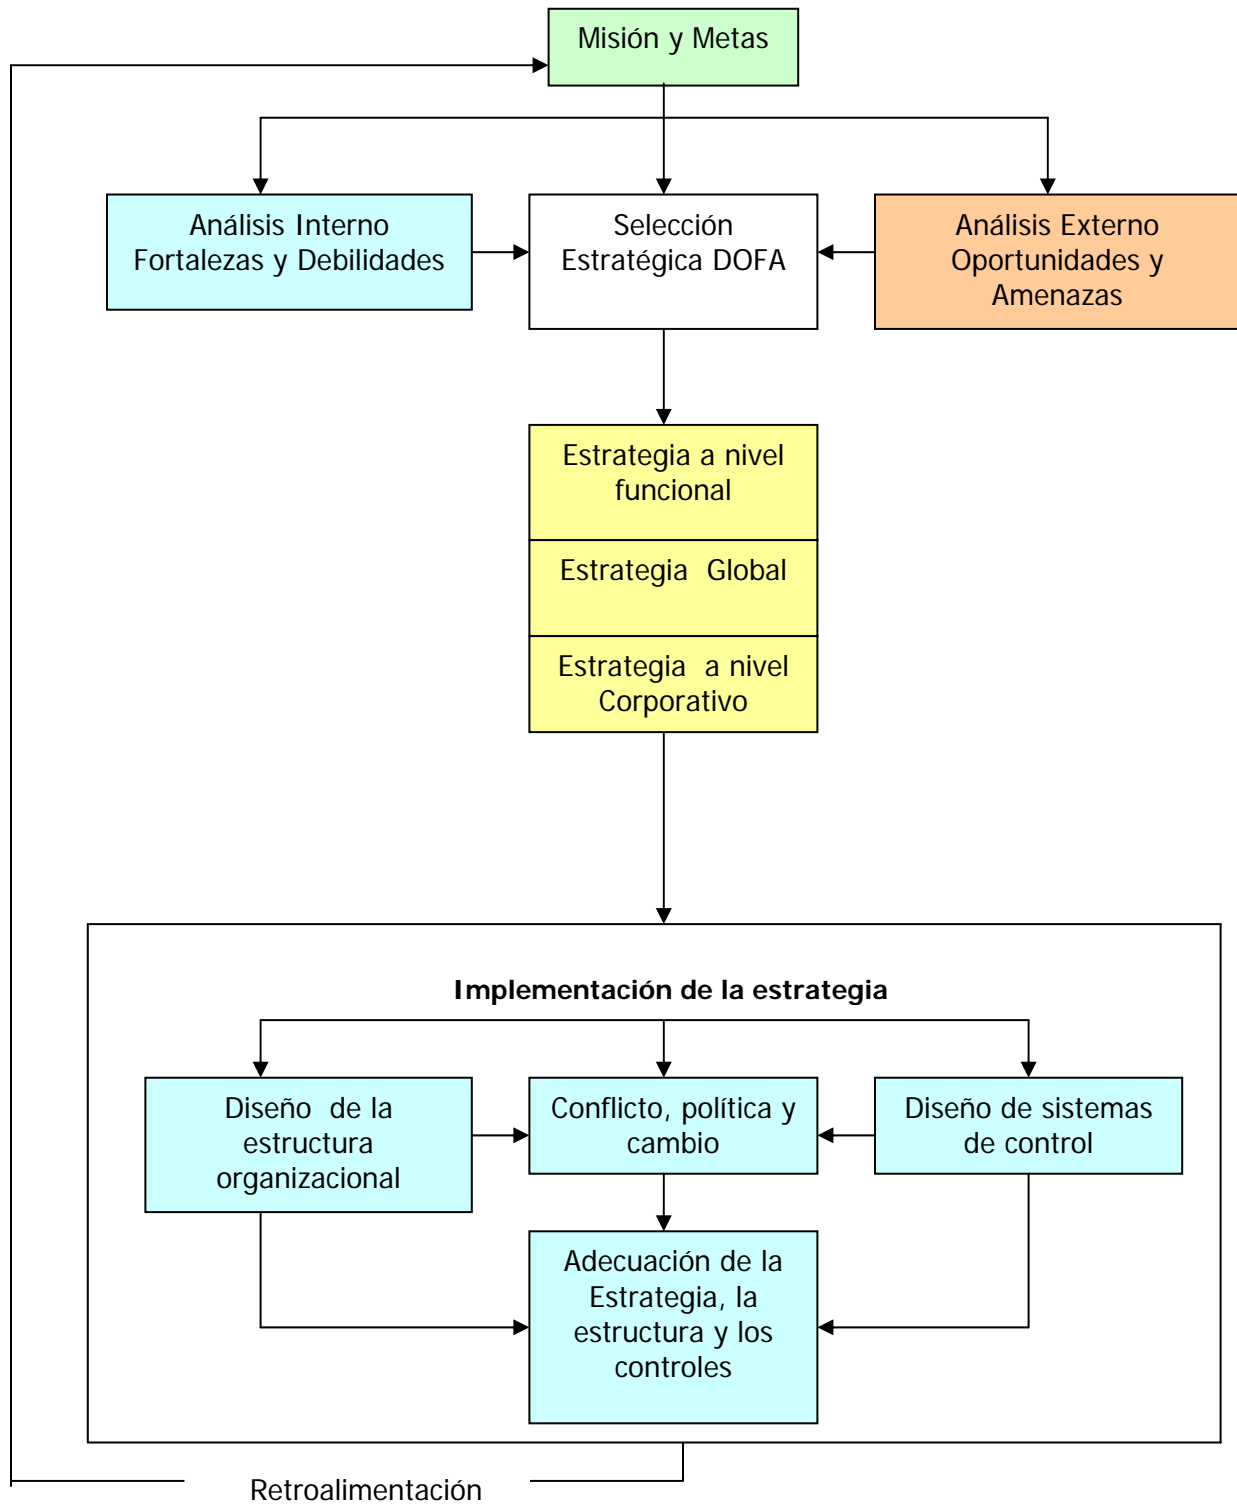 Misión y Metas
Análisis Interno
Fortalezas y Debilidades
Selección
Estratégica DOFA
Análisis Externo
Oportunidades y
Amenazas
Estrategia a nivel
funcional
Estrategia  Global
Estrategia  a nivel
Corporativo
Implementación de la estrategia
Diseño  de la
estructura
organizacional
Conflicto, política y
cambio
Diseño de sistemas
de control
Adecuación de la
Estrategia, la
estructura y los
controles
Retroalimentación